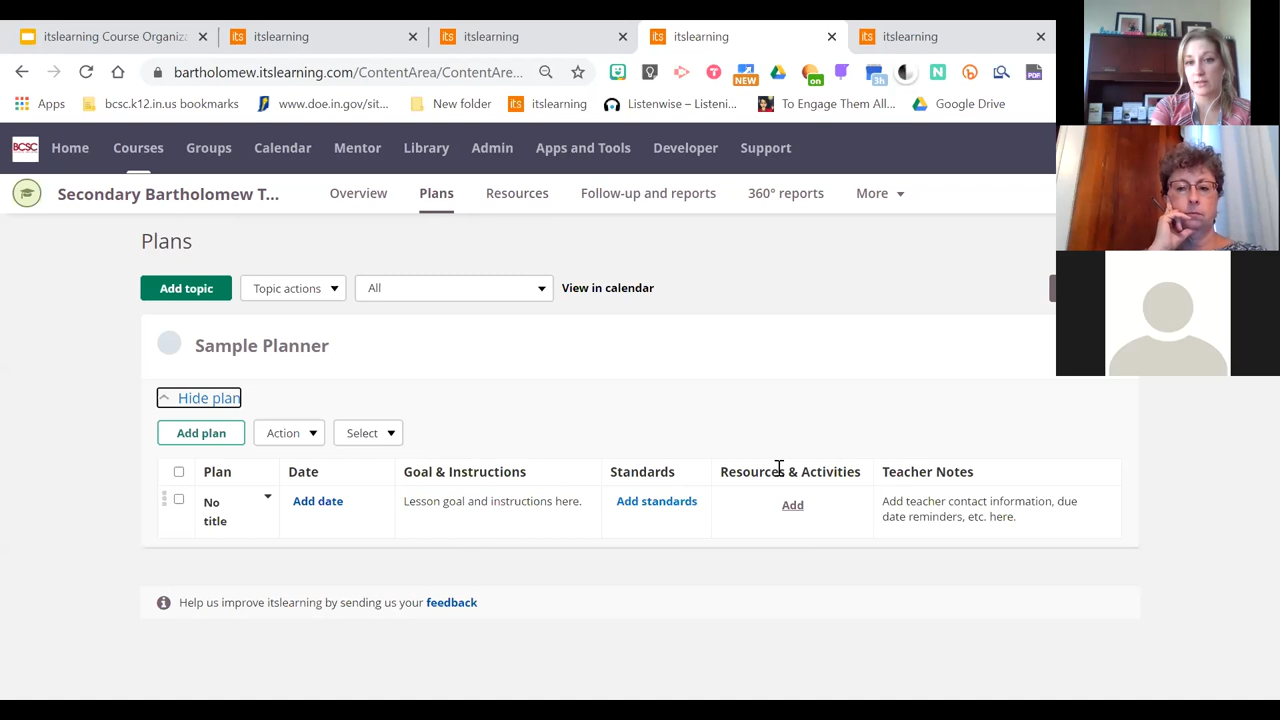 itslearning Course Organiz
itslearning
itslearning
itslearning
itslearning
bartholomew.itslearning.com/ContentArea/ContentAre...
NEW
on
3h
N
PDF
Apps
bcsc.k12.in.us bookmarks
www.doe.in.gov/sit...
New folder
its
itslearning
Listenwise – Listeni...
To Engage Them All...
Google Drive
BCSC
Home
Courses
Groups
Calendar
Mentor
Library
Admin
Apps and Tools
Developer
Support
Secondary Bartholomew T...
Overview
Plans
Resources
Follow-up and reports
360° reports
More
Plans
Add topic
Topic actions
All
View in calendar
Sample Planner
Hide plan
Add plan
Action
Select
Plan
Date
Goal & Instructions
Standards
Resources & Activities
Teacher Notes
No
title
Add date
Lesson goal and instructions here.
Add standards
Add
Add teacher contact information, due
date reminders, etc. here.
Help us improve itslearning by sending us your feedback